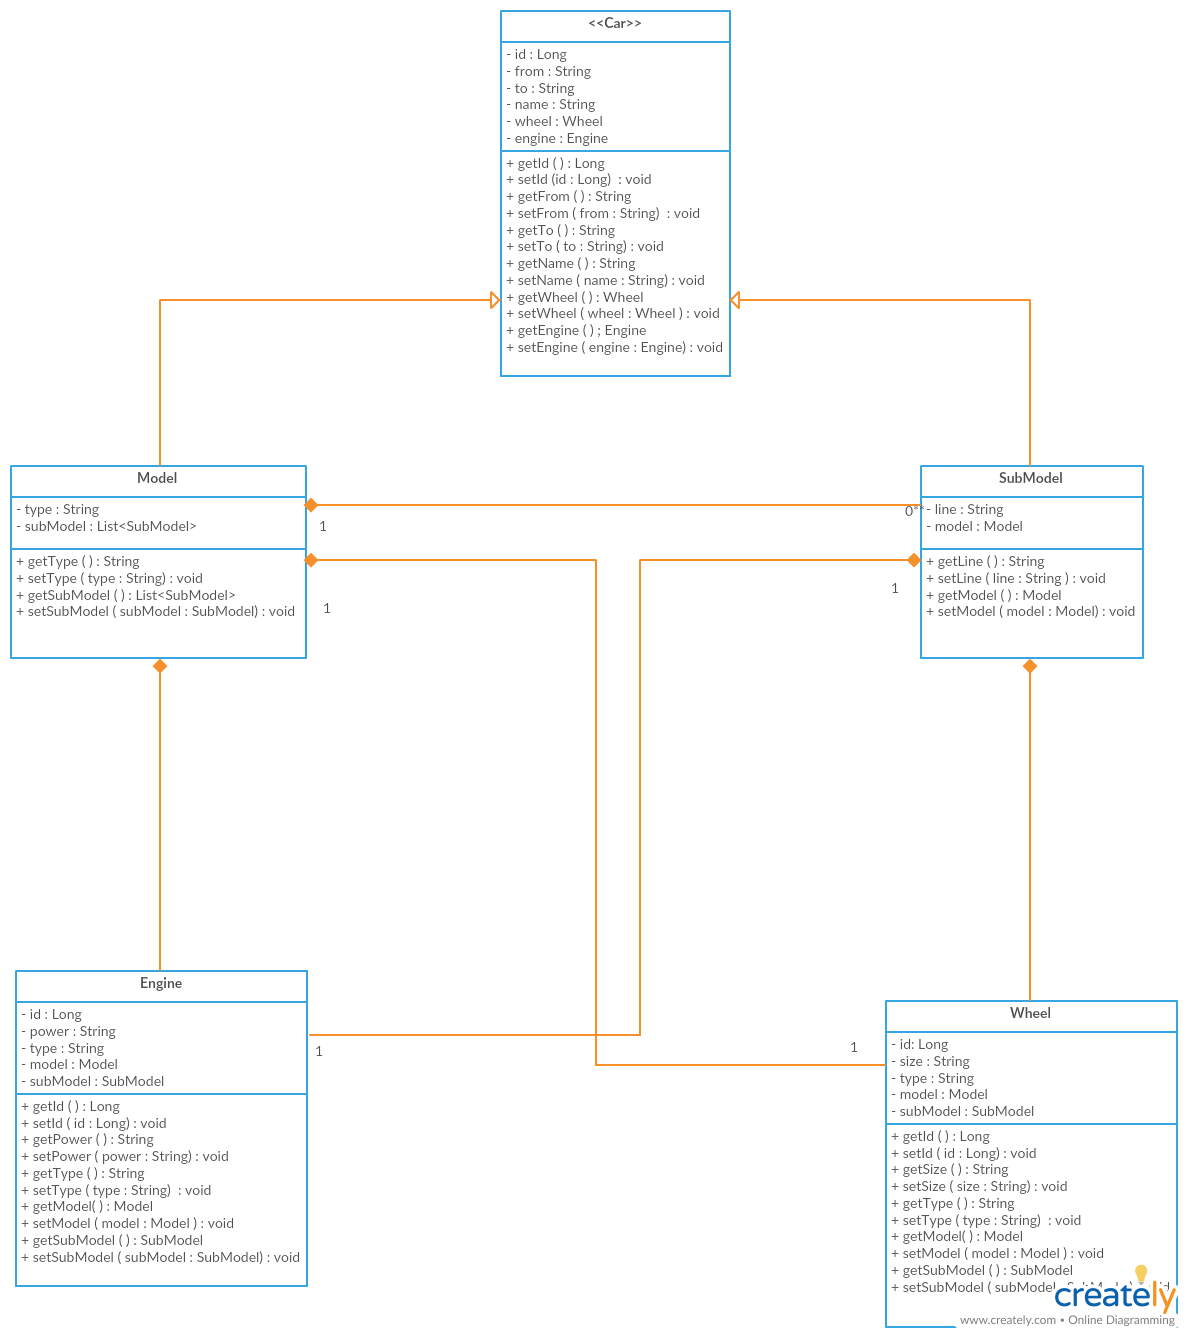 <<Car>>
- id : Long
- from : String
- to : String
- name : String
- wheel : Wheel
- engine : Engine
+ getId ( ) : Long
+ setId (id : Long)  : void
+ getFrom ( ) : String
+ setFrom ( from : String)  : void
+ getTo ( ) : String
+ setTo ( to : String) : void
+ getName ( ) : String
+ setName ( name : String) : void
+ getWheel ( ) : Wheel
+ setWheel ( wheel : Wheel ) : void
+ getEngine ( ) ; Engine
+ setEngine ( engine : Engine) : void
Model
- type : String
- subModel : List<SubModel>
+ getType ( ) : String
+ setType ( type : String) : void
+ getSubModel ( ) : List<SubModel>
+ setSubModel ( subModel : SubModel) : void
1
1
SubModel
0**
- line : String
- model : Model
+ getLine ( ) : String
+ setLine ( line : String ) : void
+ getModel ( ) : Model
+ setModel ( model : Model) : void
1
Engine
- id : Long
- power : String
- type : String
- model : Model
- subModel : SubModel
+ getId ( ) : Long
+ setId ( id : Long) : void
+ getPower ( ) : String
+ setPower ( power : String) : void
+ getType ( ) : String
+ setType ( type : String)  : void
+ getModel( ) : Model
+ setModel ( model : Model ) : void
+ getSubModel ( ) : SubModel
+ setSubModel ( subModel : SubModel) : void
1
1
Wheel
- id: Long
- size : String
- type : String
- model : Model
- subModel : SubModel
+ getId ( ) : Long
+ setId ( id : Long) : void
+ getSize ( ) : String
+ setSize ( size : String) : void
+ getType ( ) : String
+ setType ( type : String)  : void
+ getModel( ) : Model
+ setModel ( model : Model ) : void
+ getSubModel ( ) : SubModel
+ setSubModel ( subModel
creately
www.creately.com • Online Diagramming